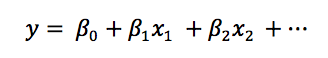 y = β₀ + β₁x₁ + β₂x₂ + ⋯